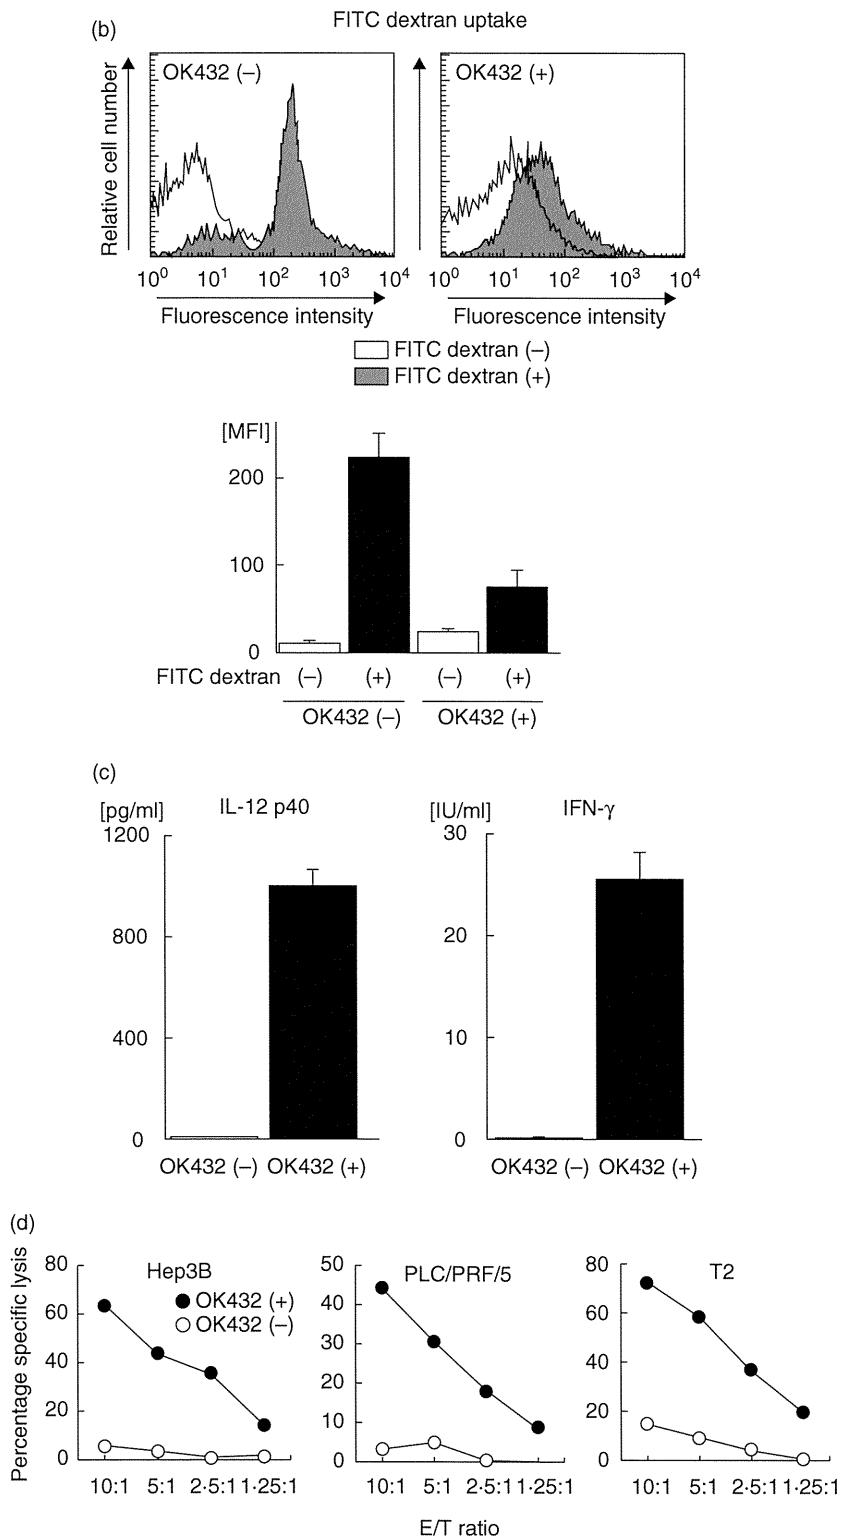 (b)
FITC dextran uptake
OK432 (–)
OK432 (+)
Relative cell number
10⁰ 10¹ 10² 10³ 10⁴
10⁰ 10¹ 10² 10³ 10⁴
Fluorescence intensity
Fluorescence intensity
FITC dextran (–)
FITC dextran (+)
[MFI]
200
100
0
FITC dextran (–) (+) (–) (+)
OK432 (–) OK432 (+)
(c)
[pg/ml] IL-12 p40
1200
800
400
0
OK432 (–) OK432 (+)
[IU/ml] IFN-γ
30
20
10
0
OK432 (–) OK432 (+)
(d)
Percentage specific lysis
Hep3B
OK432 (+)
OK432 (–)
80
60
40
20
0
10:1 5:1 2·5:1 1·25:1
PLC/PRF/5
50
40
30
20
10
0
10:1 5:1 2·5:1 1·25:1
T2
80
60
40
20
0
10:1 5:1 2·5:1 1·25:1
E/T ratio